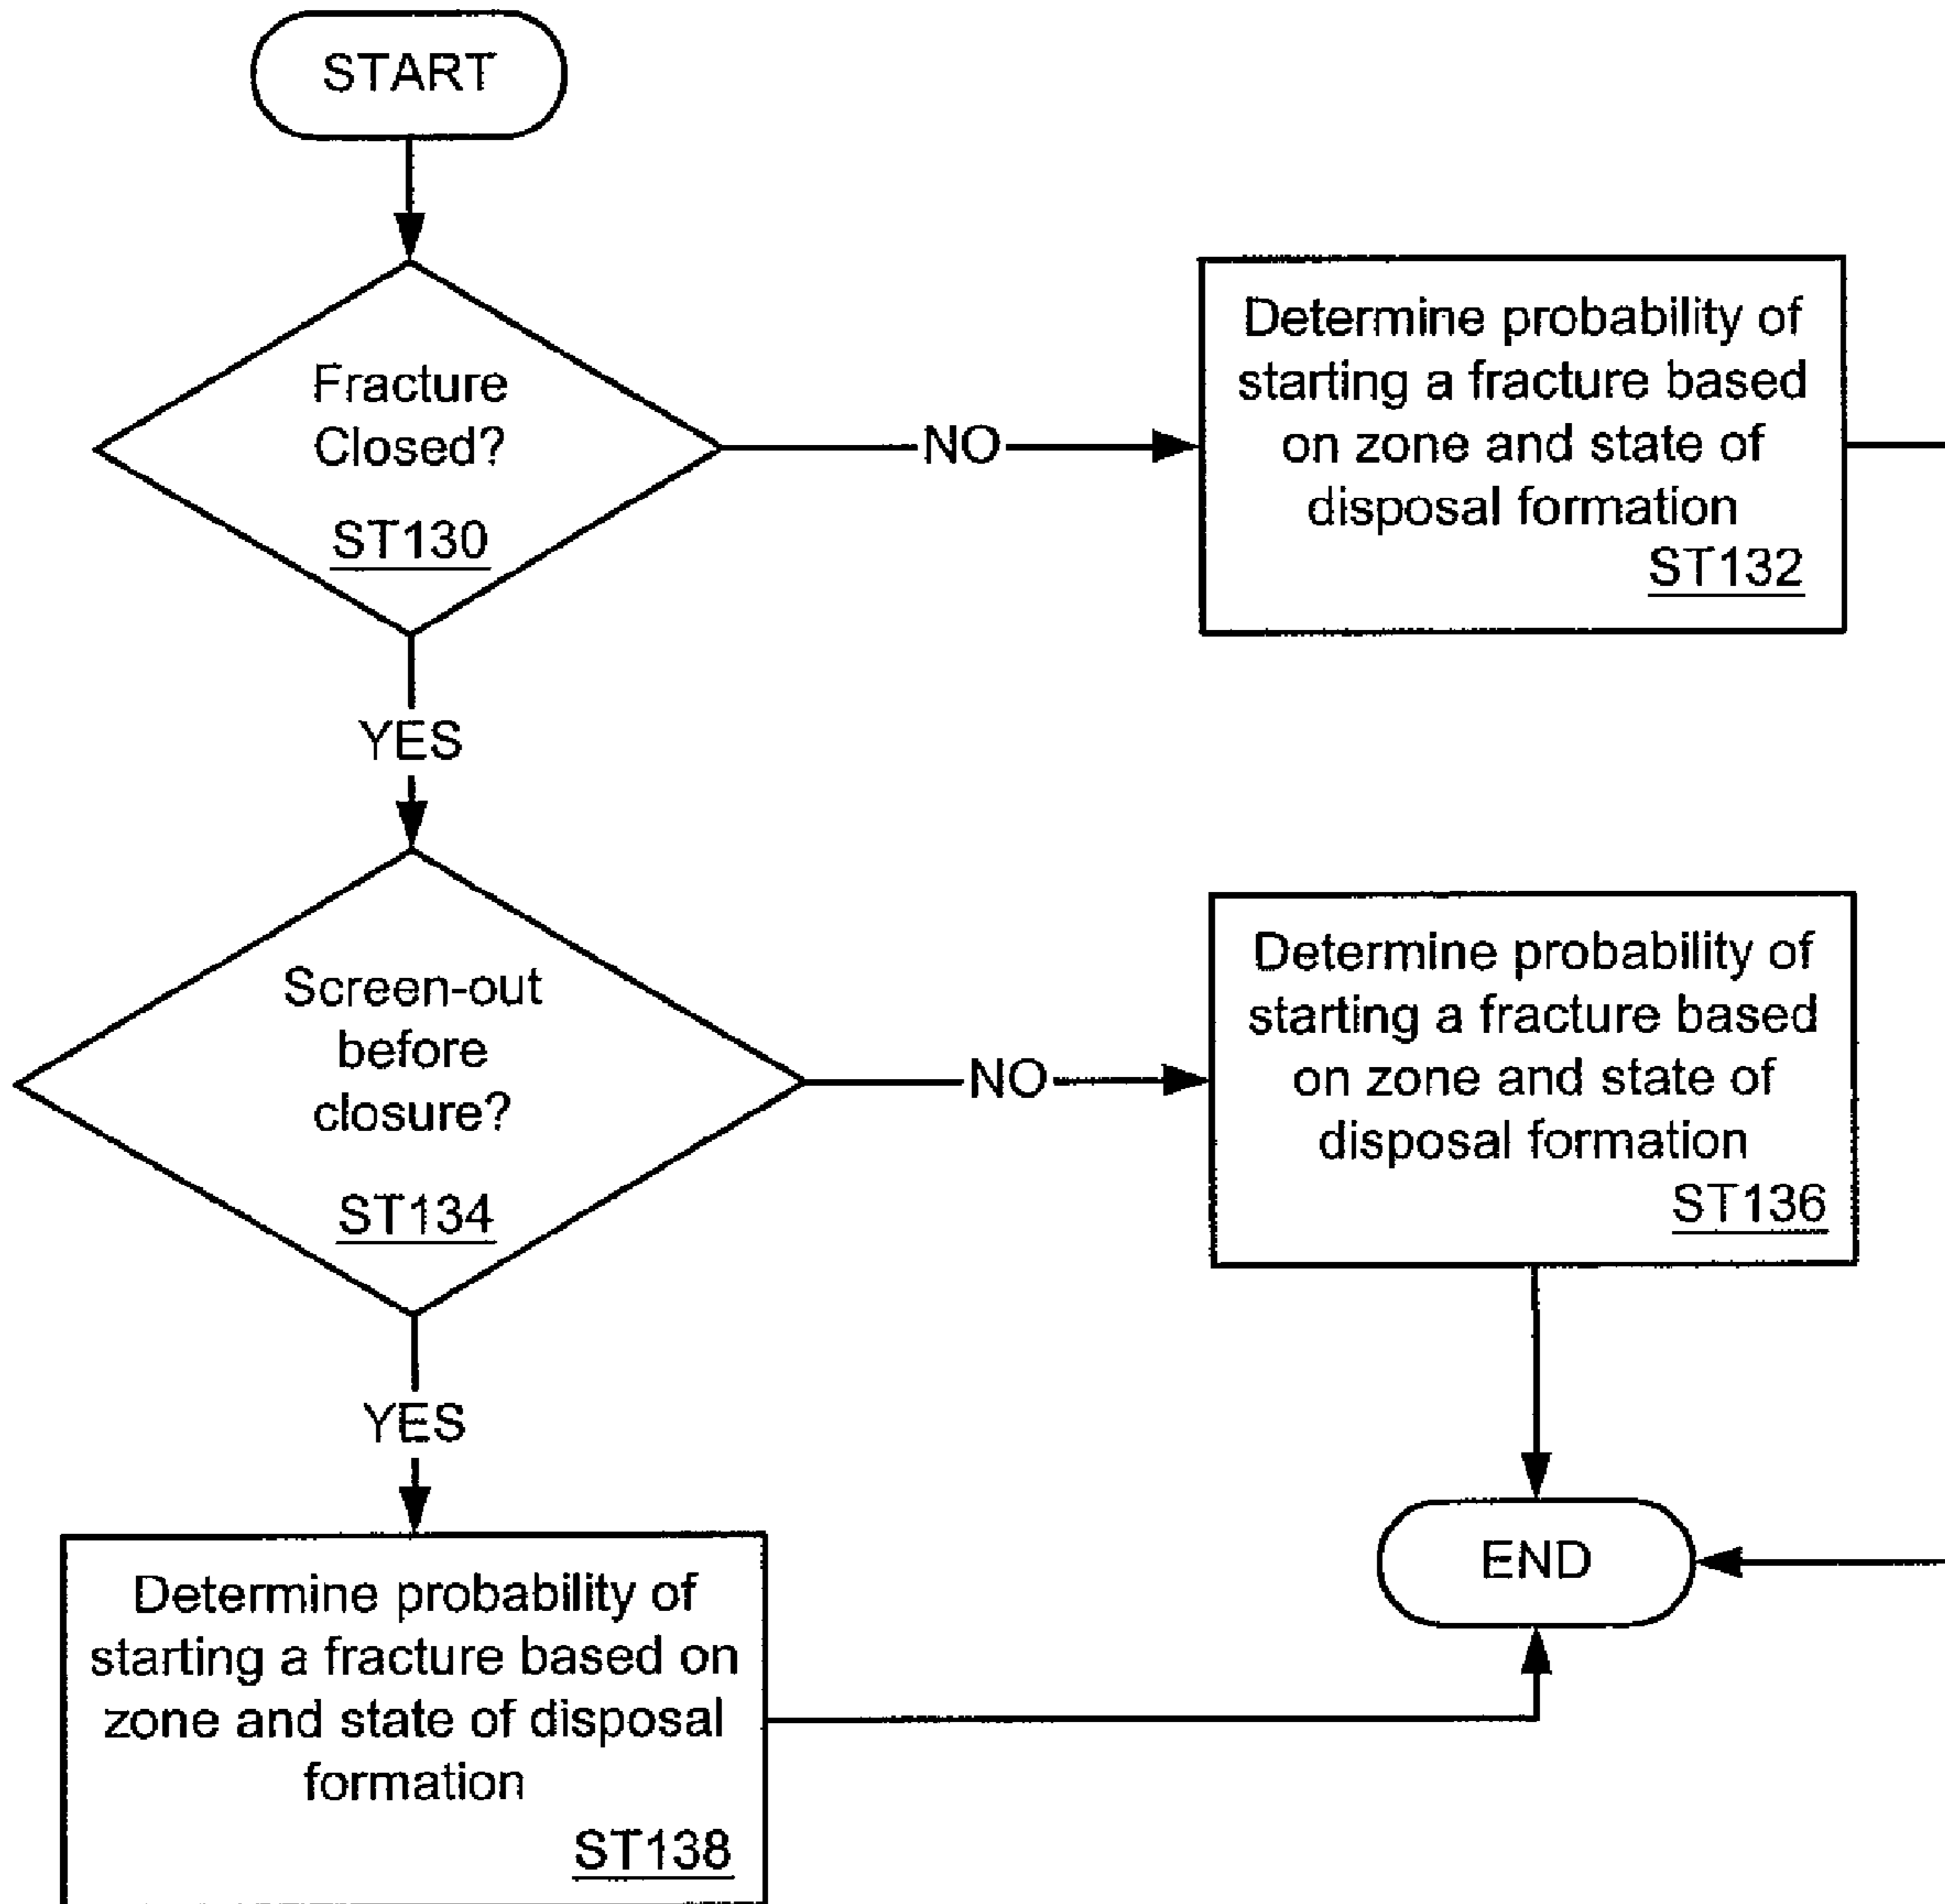 START
Fracture
Closed?
ST130
NO
Determine probability of
starting a fracture based
on zone and state of
disposal formation
ST132
YES
Screen-out
before
closure?
ST134
NO
Determine probability of
starting a fracture based
on zone and state of
disposal formation
ST136
YES
Determine probability of
starting a fracture based on
zone and state of disposal
formation
ST138
END